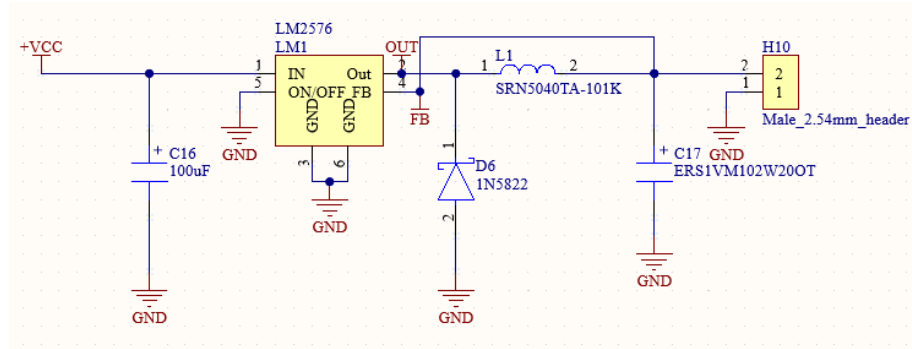 LM2576
+VCC
LM1
OUT
L1
H10
1
IN
Out
2
1
2
2
2
5
ON/OFF
FB
4
SRN5040TA-101K
1
1
GND
GND
FB
Male_2.54mm_header
GND
GND
+
C16
100uF
3
6
1
D6
1N5822
+
C17
ERS1VM102W20OT
GND
2
GND
GND
GND